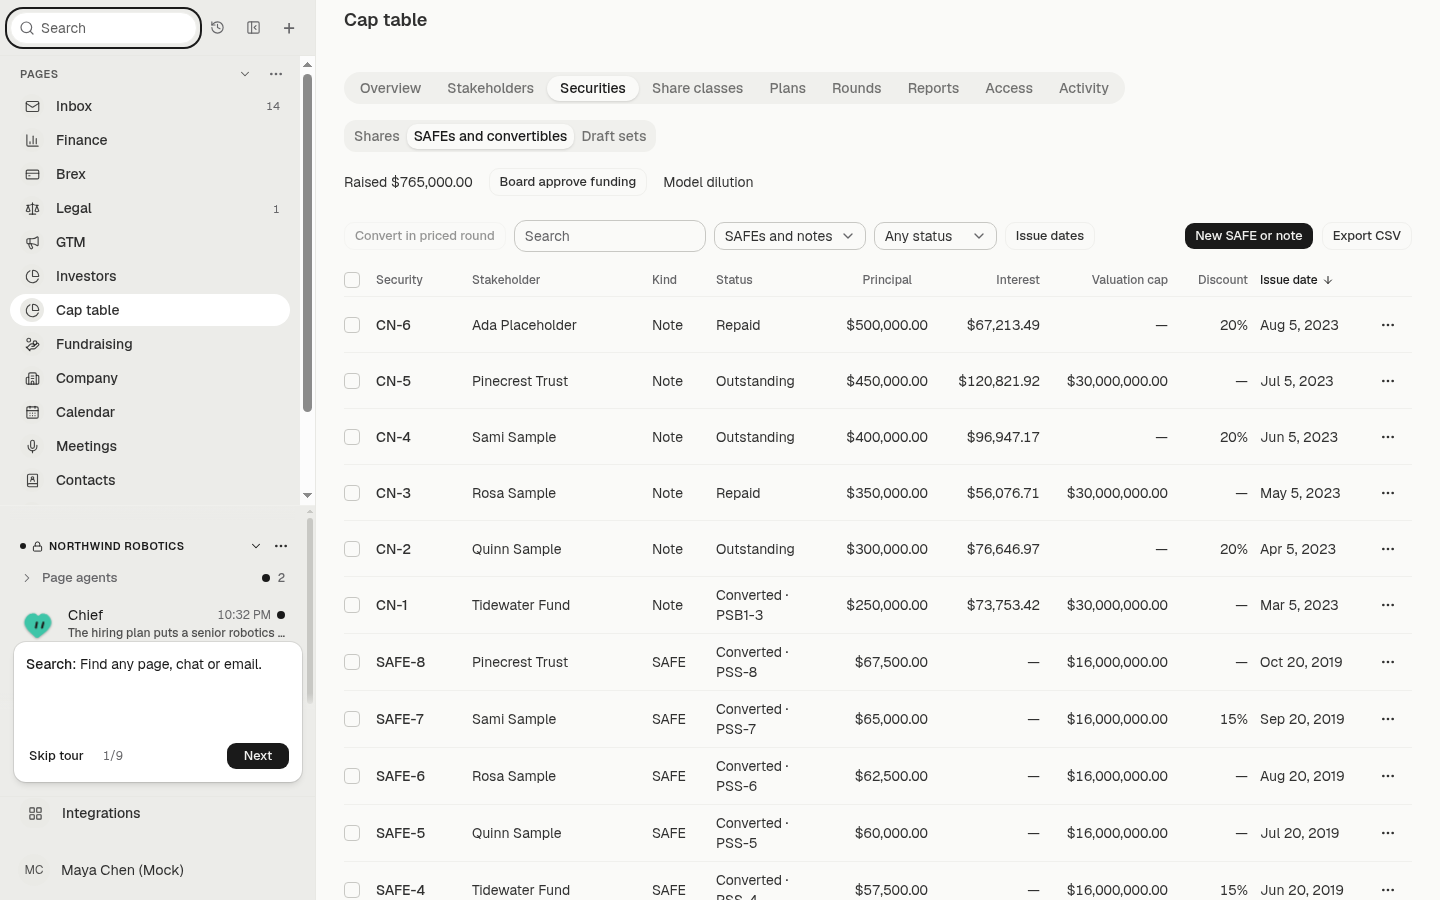 Search
PAGES
Inbox 14
Finance
Brex
Legal 1
GTM
Investors
Cap table
Fundraising
Company
Calendar
Meetings
Contacts
NORTHWIND ROBOTICS
Page agents 2
Chief 10:32 PM
The hiring plan puts a senior robotics ...
Search: Find any page, chat or email.
Skip tour 1/9 Next
Integrations
MC Maya Chen (Mock)
Cap table
Overview Stakeholders Securities Share classes Plans Rounds Reports Access Activity
Shares SAFEs and convertibles Draft sets
Raised $765,000.00 Board approve funding Model dilution
Convert in priced round Search SAFEs and notes Any status Issue dates New SAFE or note Export CSV
Security Stakeholder Kind Status Principal Interest Valuation cap Discount Issue date ↓
CN-6 Ada Placeholder Note Repaid $500,000.00 $67,213.49 — 20% Aug 5, 2023
CN-5 Pinecrest Trust Note Outstanding $450,000.00 $120,821.92 $30,000,000.00 — Jul 5, 2023
CN-4 Sami Sample Note Outstanding $400,000.00 $96,947.17 — 20% Jun 5, 2023
CN-3 Rosa Sample Note Repaid $350,000.00 $56,076.71 $30,000,000.00 — May 5, 2023
CN-2 Quinn Sample Note Outstanding $300,000.00 $76,646.97 — 20% Apr 5, 2023
CN-1 Tidewater Fund Note Converted · PSB1-3 $250,000.00 $73,753.42 $30,000,000.00 — Mar 5, 2023
SAFE-8 Pinecrest Trust SAFE Converted · PSS-8 $67,500.00 — $16,000,000.00 — Oct 20, 2019
SAFE-7 Sami Sample SAFE Converted · PSS-7 $65,000.00 — $16,000,000.00 15% Sep 20, 2019
SAFE-6 Rosa Sample SAFE Converted · PSS-6 $62,500.00 — $16,000,000.00 — Aug 20, 2019
SAFE-5 Quinn Sample SAFE Converted · PSS-5 $60,000.00 — $16,000,000.00 — Jul 20, 2019
SAFE-4 Tidewater Fund SAFE Converted · PSS-4 $57,500.00 — $16,000,000.00 15% Jun 20, 2019